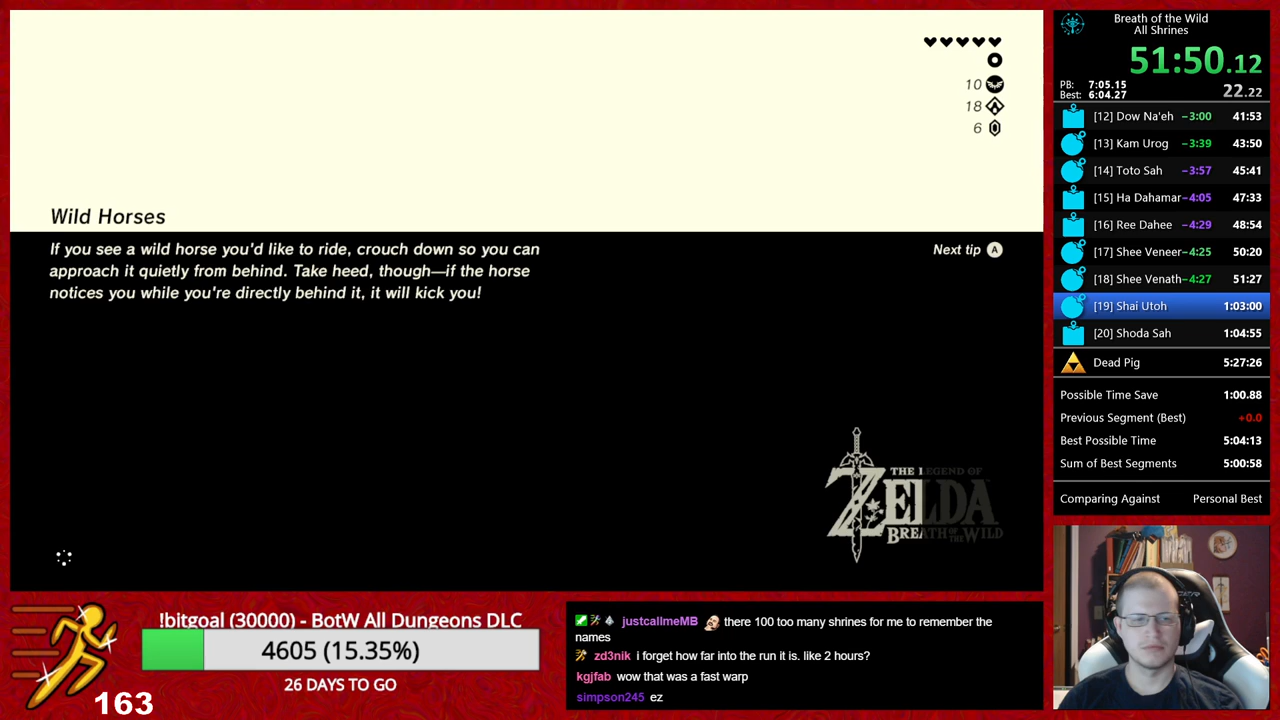 10
18
6
Wild Horses
If you see a wild horse you'd like to ride, crouch down so you can
approach it quietly from behind. Take heed, though—if the horse
notices you while you're directly behind it, it will kick you!
Next tip A
THE LEGEND OF
ZELDA
BREATH OF THE WILD
Breath of the Wild
All Shrines
51:50.12
PB: 7:05.15
Best: 6:04.27
22.22
[12] Dow Na'eh −3:00 41:53
[13] Kam Urog −3:39 43:50
[14] Toto Sah −3:57 45:41
[15] Ha Dahamar −4:05 47:33
[16] Ree Dahee −4:29 48:54
[17] Shee Veneer −4:25 50:20
[18] Shee Venath −4:27 51:27
[19] Shai Utoh 1:03:00
[20] Shoda Sah 1:04:55
Dead Pig 5:27:26
Possible Time Save 1:00.88
Previous Segment (Best) +0.0
Best Possible Time 5:04:13
Sum of Best Segments 5:00:58
Comparing Against Personal Best
163
!bitgoal (30000) - BotW All Dungeons DLC
4605 (15.35%)
26 DAYS TO GO
justcallmeMB there 100 too many shrines for me to remember the
names
zd3nik i forget how far into the run it is. like 2 hours?
kgjfab wow that was a fast warp
simpson245 ez